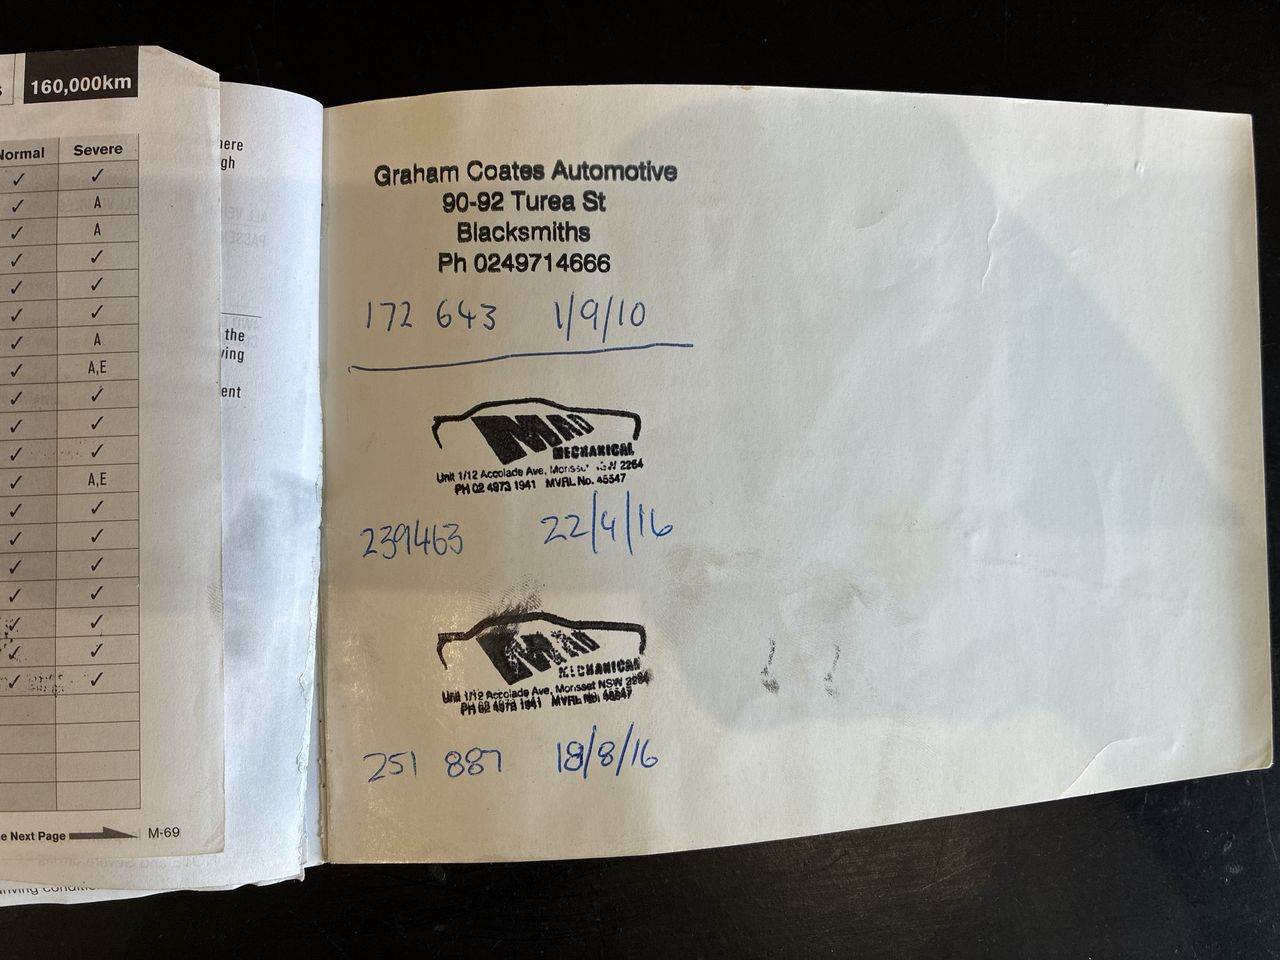 160,000km
Normal Severe
✓ ✓
✓ A
✓ A
✓ ✓
✓ ✓
✓ ✓
✓ A
✓ A,E
✓ ✓
✓ ✓
✓ ✓
✓ A,E
✓ ✓
✓ ✓
✓ ✓
✓ ✓
✓ ✓
✓ ✓
✓ ✓
Next Page M-69
the
Graham Coates Automotive
90-92 Turea St
Blacksmiths
Ph 0249714666
172 643 1/9/10
MAD
MECHANICAL
Unit 1/12 Accolade Ave, Morisset NSW 2264
PH 02 4973 1941 MVRL No. 45547
239463 22/4/16
MAD
MECHANICAL
Unit 1/12 Accolade Ave, Morisset NSW 2264
PH 02 4973 1941 MVRL No. 45547
251 887 18/8/16